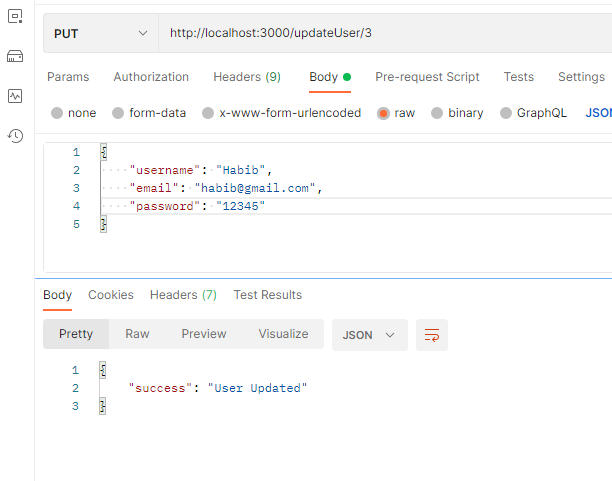 PUT http://localhost:3000/updateUser/3
Params Authorization Headers (9) Body Pre-request Script Tests Settings
none form-data x-www-form-urlencoded raw binary GraphQL JSON
1 {
2 "username": "Habib",
3 "email": "habib@gmail.com",
4 "password": "12345"
5 }
Body Cookies Headers (7) Test Results
Pretty Raw Preview Visualize JSON
1 {
2 "success": "User Updated"
3 }